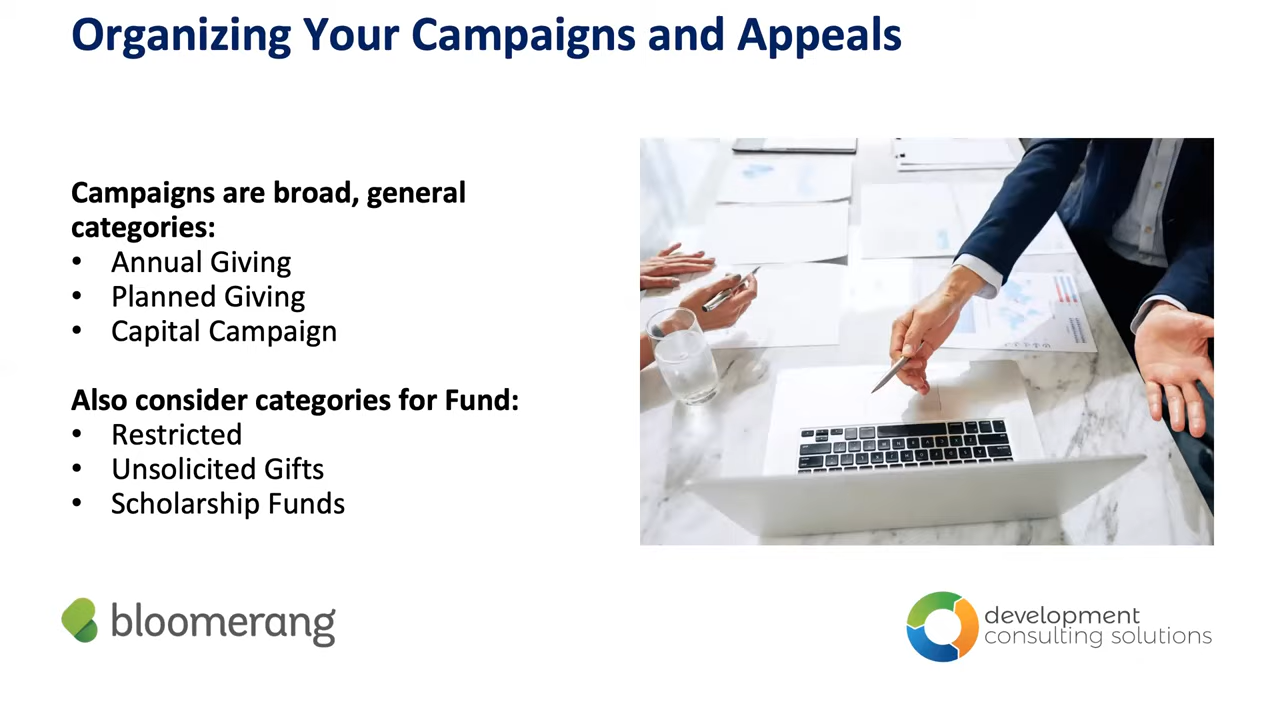 Organizing Your Campaigns and Appeals
Campaigns are broad, general
categories:
• Annual Giving
• Planned Giving
• Capital Campaign
Also consider categories for Fund:
• Restricted
• Unsolicited Gifts
• Scholarship Funds
bloomerang
development
consulting solutions